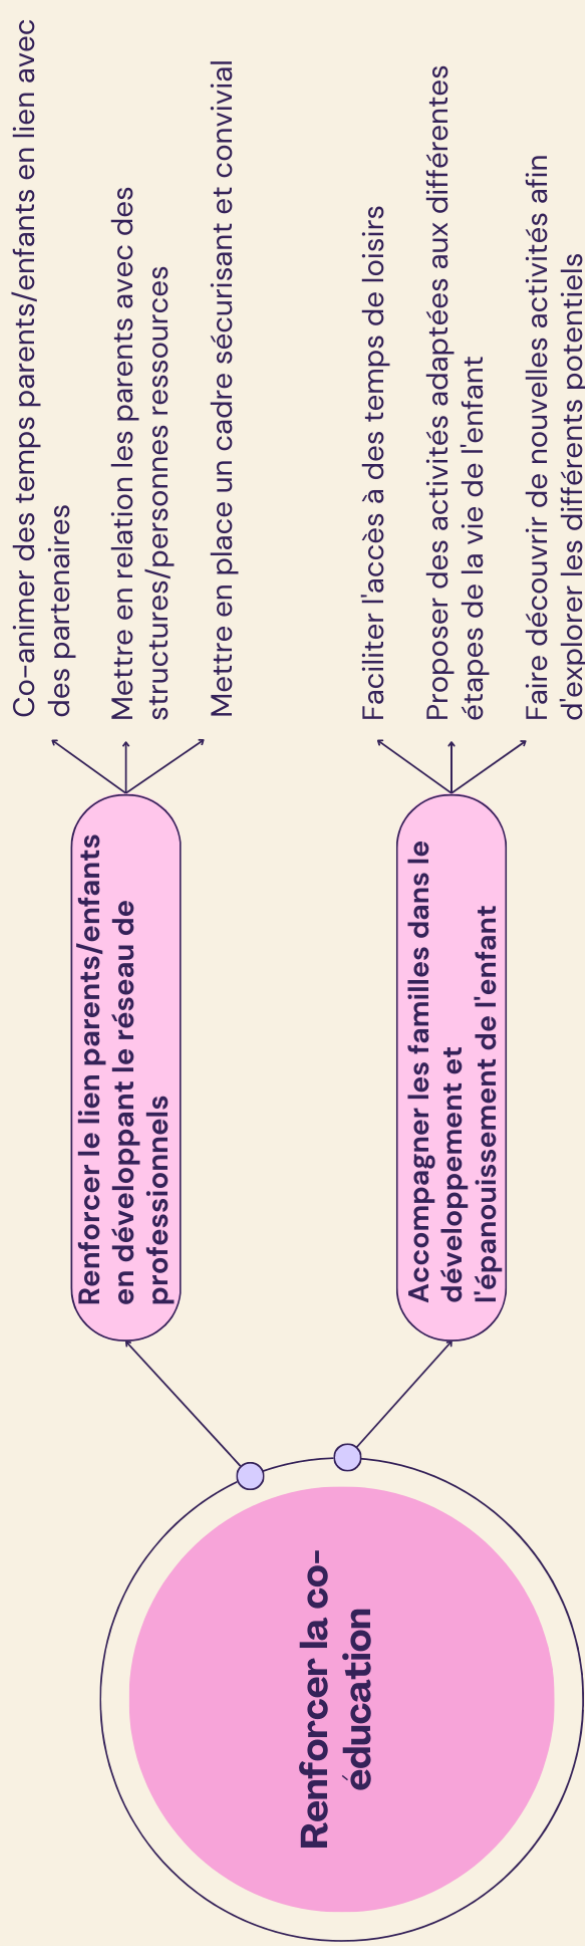 Renforcer la co-
éducation
Renforcer le lien parents/enfants
en développant le réseau de
professionnels
Co-animer des temps parents/enfants en lien avec
des partenaires
Mettre en relation les parents avec des
structures/personnes ressources
Mettre en place un cadre sécurisant et convivial
Accompagner les familles dans le
développement et
l'épanouissement de l'enfant
Faciliter l'accès à des temps de loisirs
Proposer des activités adaptées aux différentes
étapes de la vie de l'enfant
Faire découvrir de nouvelles activités afin
d'explorer les différents potentiels